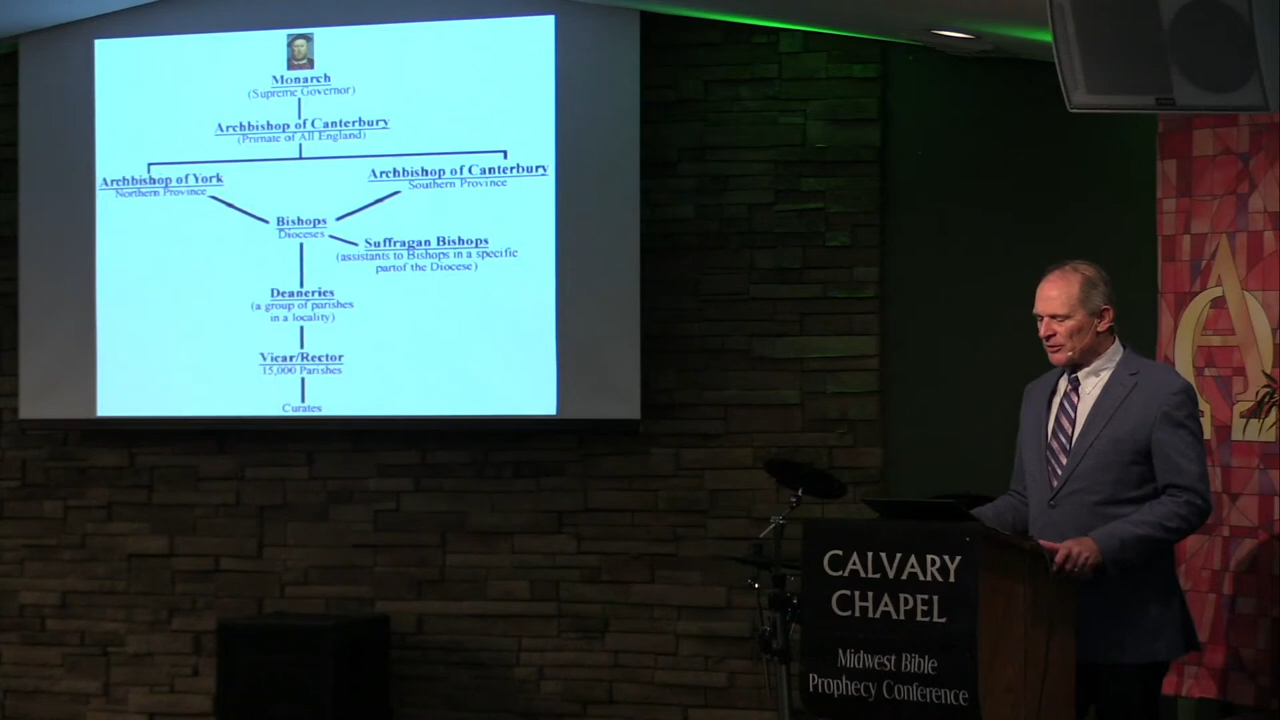 Monarch
(Supreme Governor)
Archbishop of Canterbury
(Primate of All England)
Archbishop of York
Northern Province
Archbishop of Canterbury
Southern Province
Bishops
Dioceses
Suffragan Bishops
(assistants to Bishops in a specific
partof the Diocese)
Deaneries
(a group of parishes
in a locality)
Vicar/Rector
15,000 Parishes
Curates
CALVARY
CHAPEL
Midwest Bible
Prophecy Conference